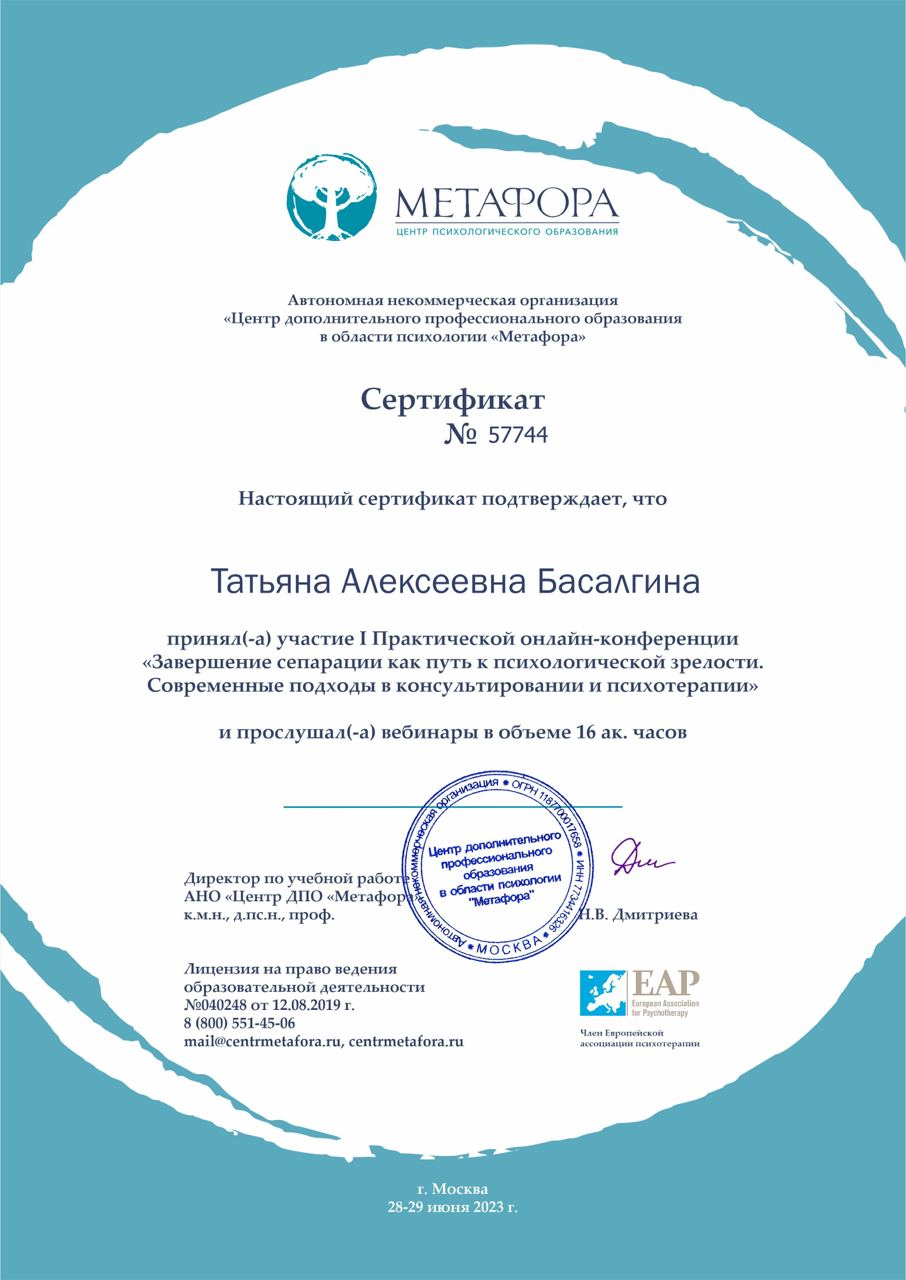 МЕТАФОРА
ЦЕНТР ПСИХОЛОГИЧЕСКОГО ОБРАЗОВАНИЯ
Автономная некоммерческая организация
«Центр дополнительного профессионального образования
в области психологии «Метафора»
Сертификат
№ 57744
Настоящий сертификат подтверждает, что
Татьяна Алексеевна Басалгина
принял(-а) участие I Практической онлайн-конференции
«Завершение сепарации как путь к психологической зрелости.
Современные подходы в консультировании и психотерапии»
и прослушал(-а) вебинары в объеме 16 ак. часов
Автономная некоммерческая организация * ОГРН 1187700017658 * ИНН 7734416326 * МОСКВА *
Центр дополнительного
профессионального
образования
в области психологии
"Метафора"
Директор по учебной работе
АНО «Центр ДПО «Метафора»
к.м.н., д.пс.н., проф.
Н.В. Дмитриева
Лицензия на право ведения
образовательной деятельности
№040248 от 12.08.2019 г.
8 (800) 551-45-06
mail@centrmetafora.ru, centrmetafora.ru
EAP
European Association
for Psychotherapy
Член Европейской
ассоциации психотерапии
г. Москва
28-29 июня 2023 г.